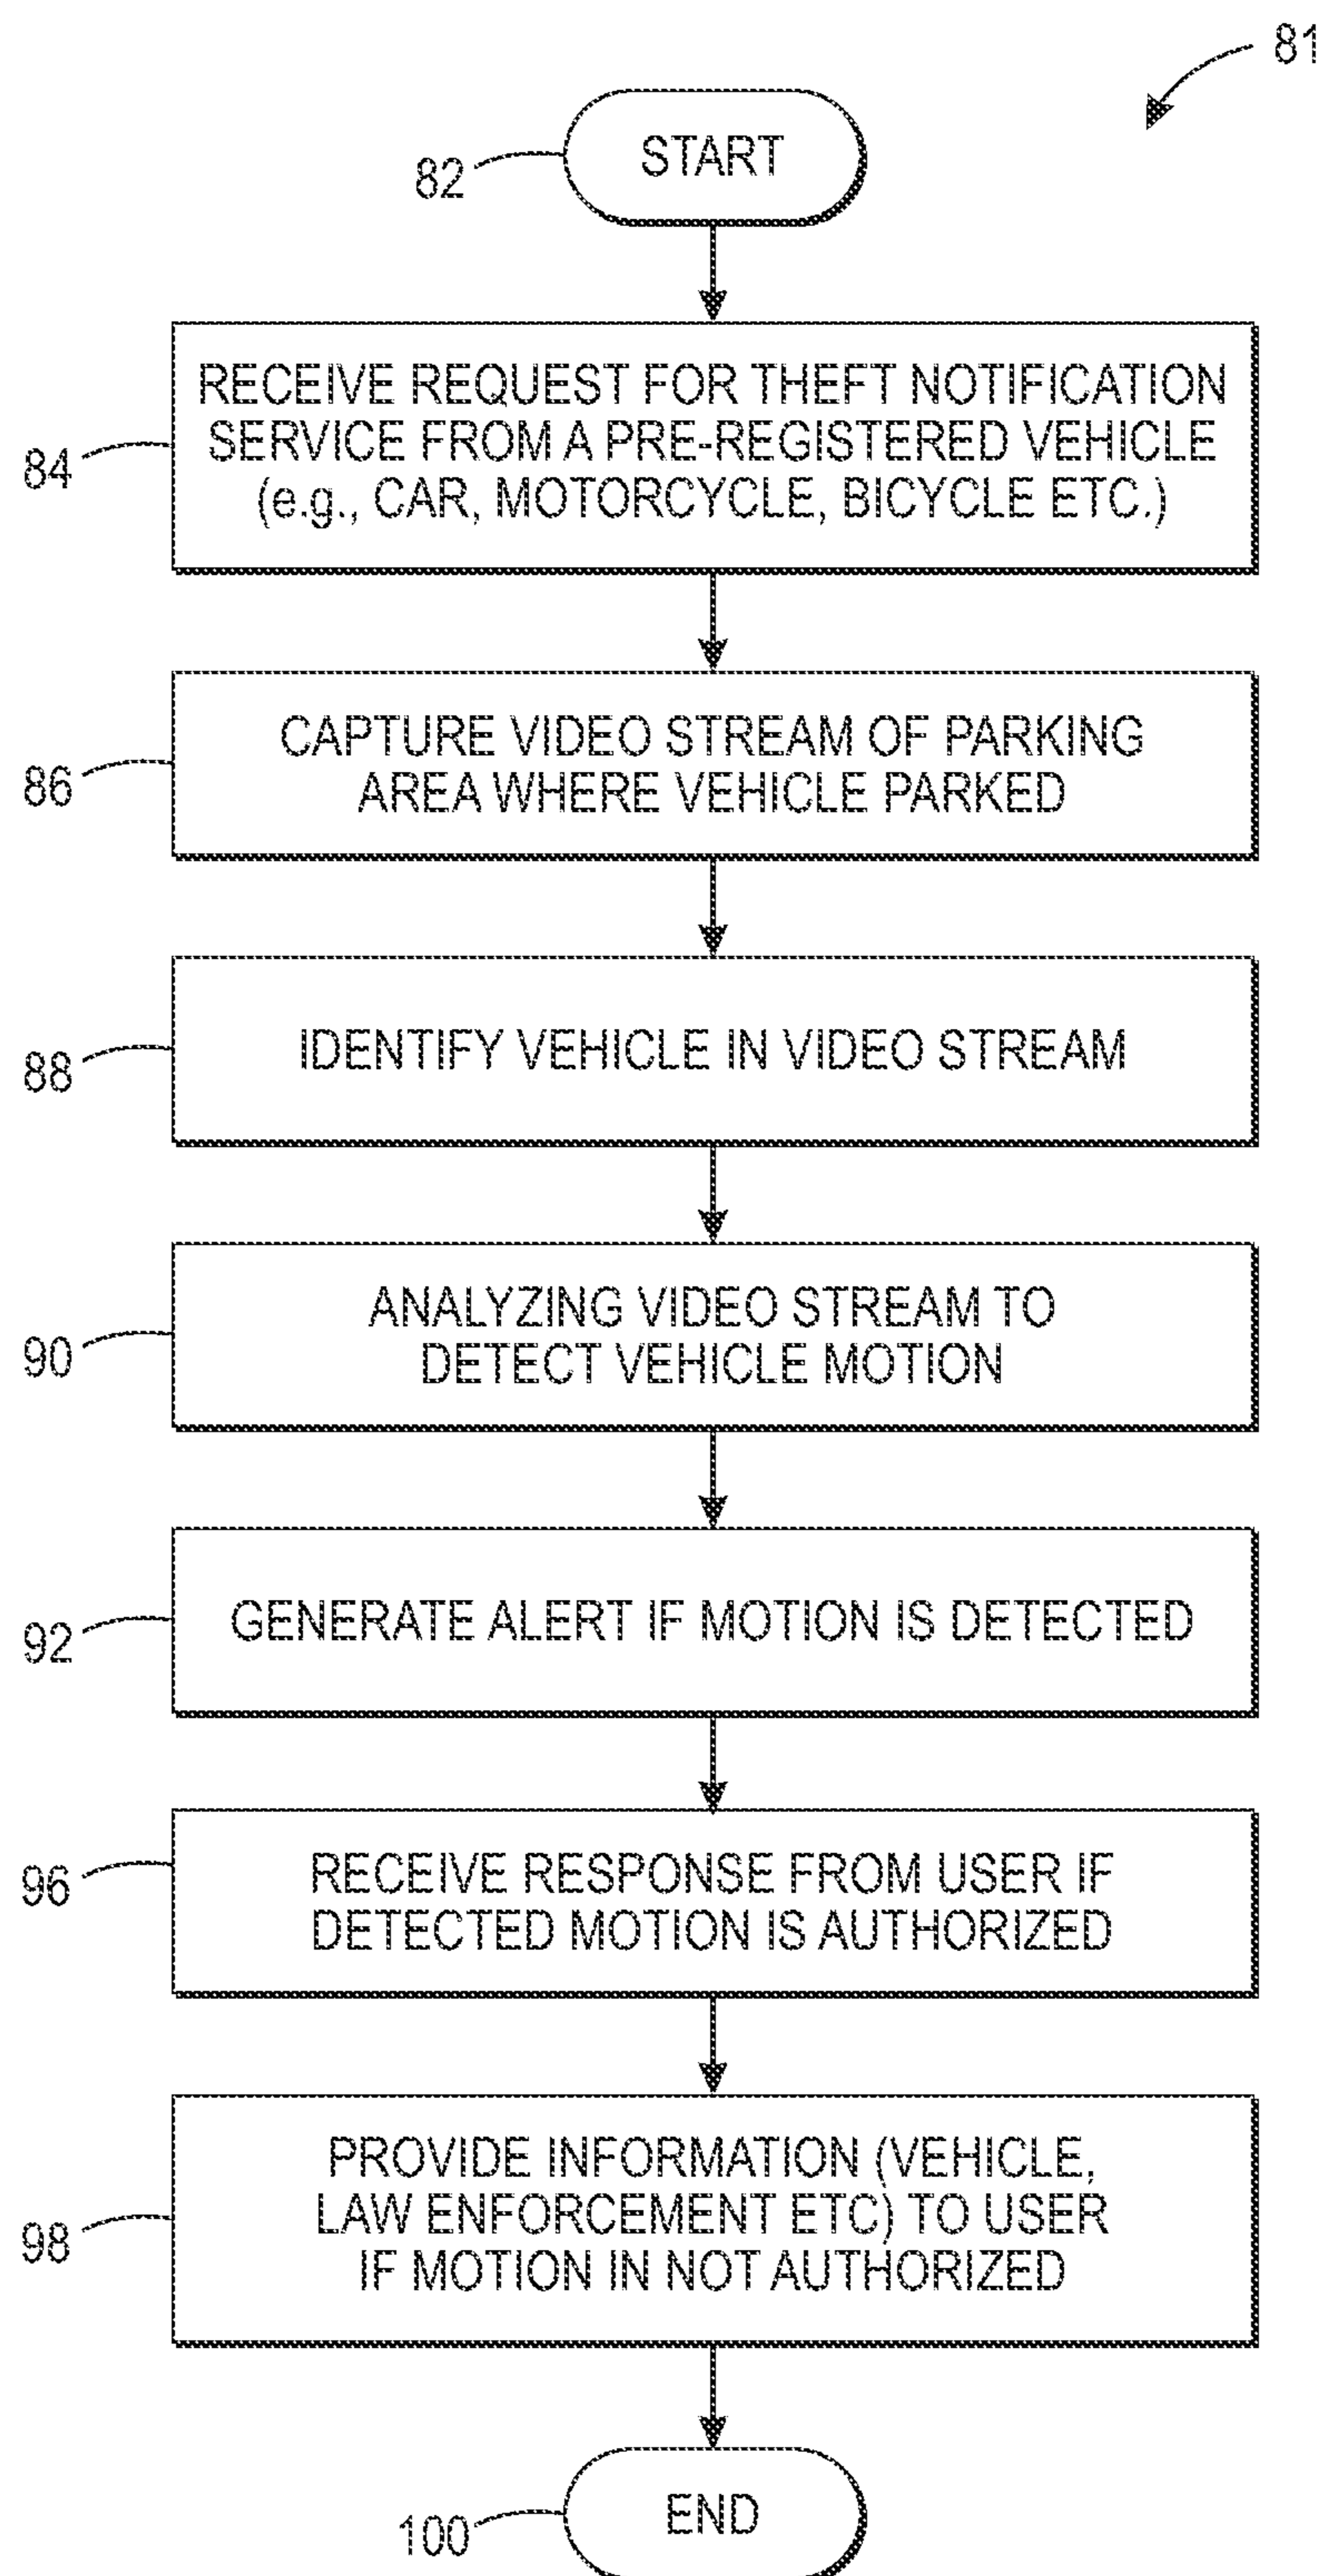 81
82
START
84
RECEIVE REQUEST FOR THEFT NOTIFICATION
SERVICE FROM A PRE-REGISTERED VEHICLE
(e.g., CAR, MOTORCYCLE, BICYCLE ETC.)
86
CAPTURE VIDEO STREAM OF PARKING
AREA WHERE VEHICLE PARKED
88
IDENTIFY VEHICLE IN VIDEO STREAM
90
ANALYZING VIDEO STREAM TO
DETECT VEHICLE MOTION
92
GENERATE ALERT IF MOTION IS DETECTED
96
RECEIVE RESPONSE FROM USER IF
DETECTED MOTION IS AUTHORIZED
98
PROVIDE INFORMATION (VEHICLE,
LAW ENFORCEMENT ETC) TO USER
IF MOTION IN NOT AUTHORIZED
100
END